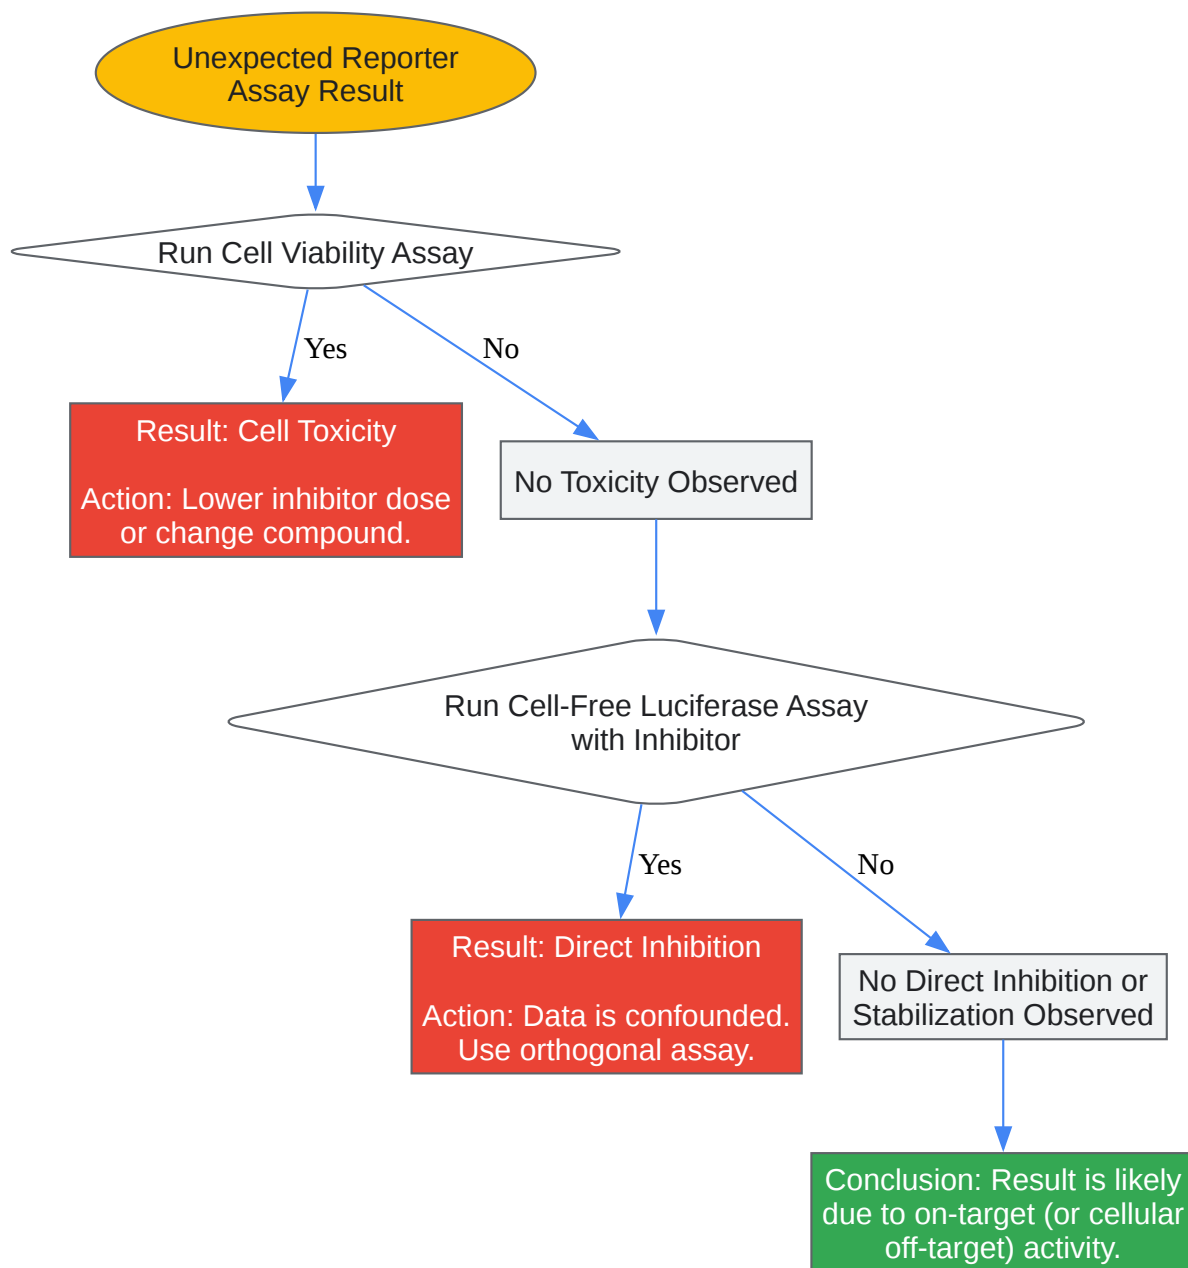 Unexpected Reporter
Assay Result
Run Cell Viability Assay
Yes
No
Result: Cell Toxicity
Action: Lower inhibitor dose
or change compound.
No Toxicity Observed
Run Cell-Free Luciferase Assay
with Inhibitor
Yes
No
Result: Direct Inhibition
Action: Data is confounded.
Use orthogonal assay.
No Direct Inhibition or
Stabilization Observed
Conclusion: Result is likely
due to on-target (or cellular
off-target) activity.